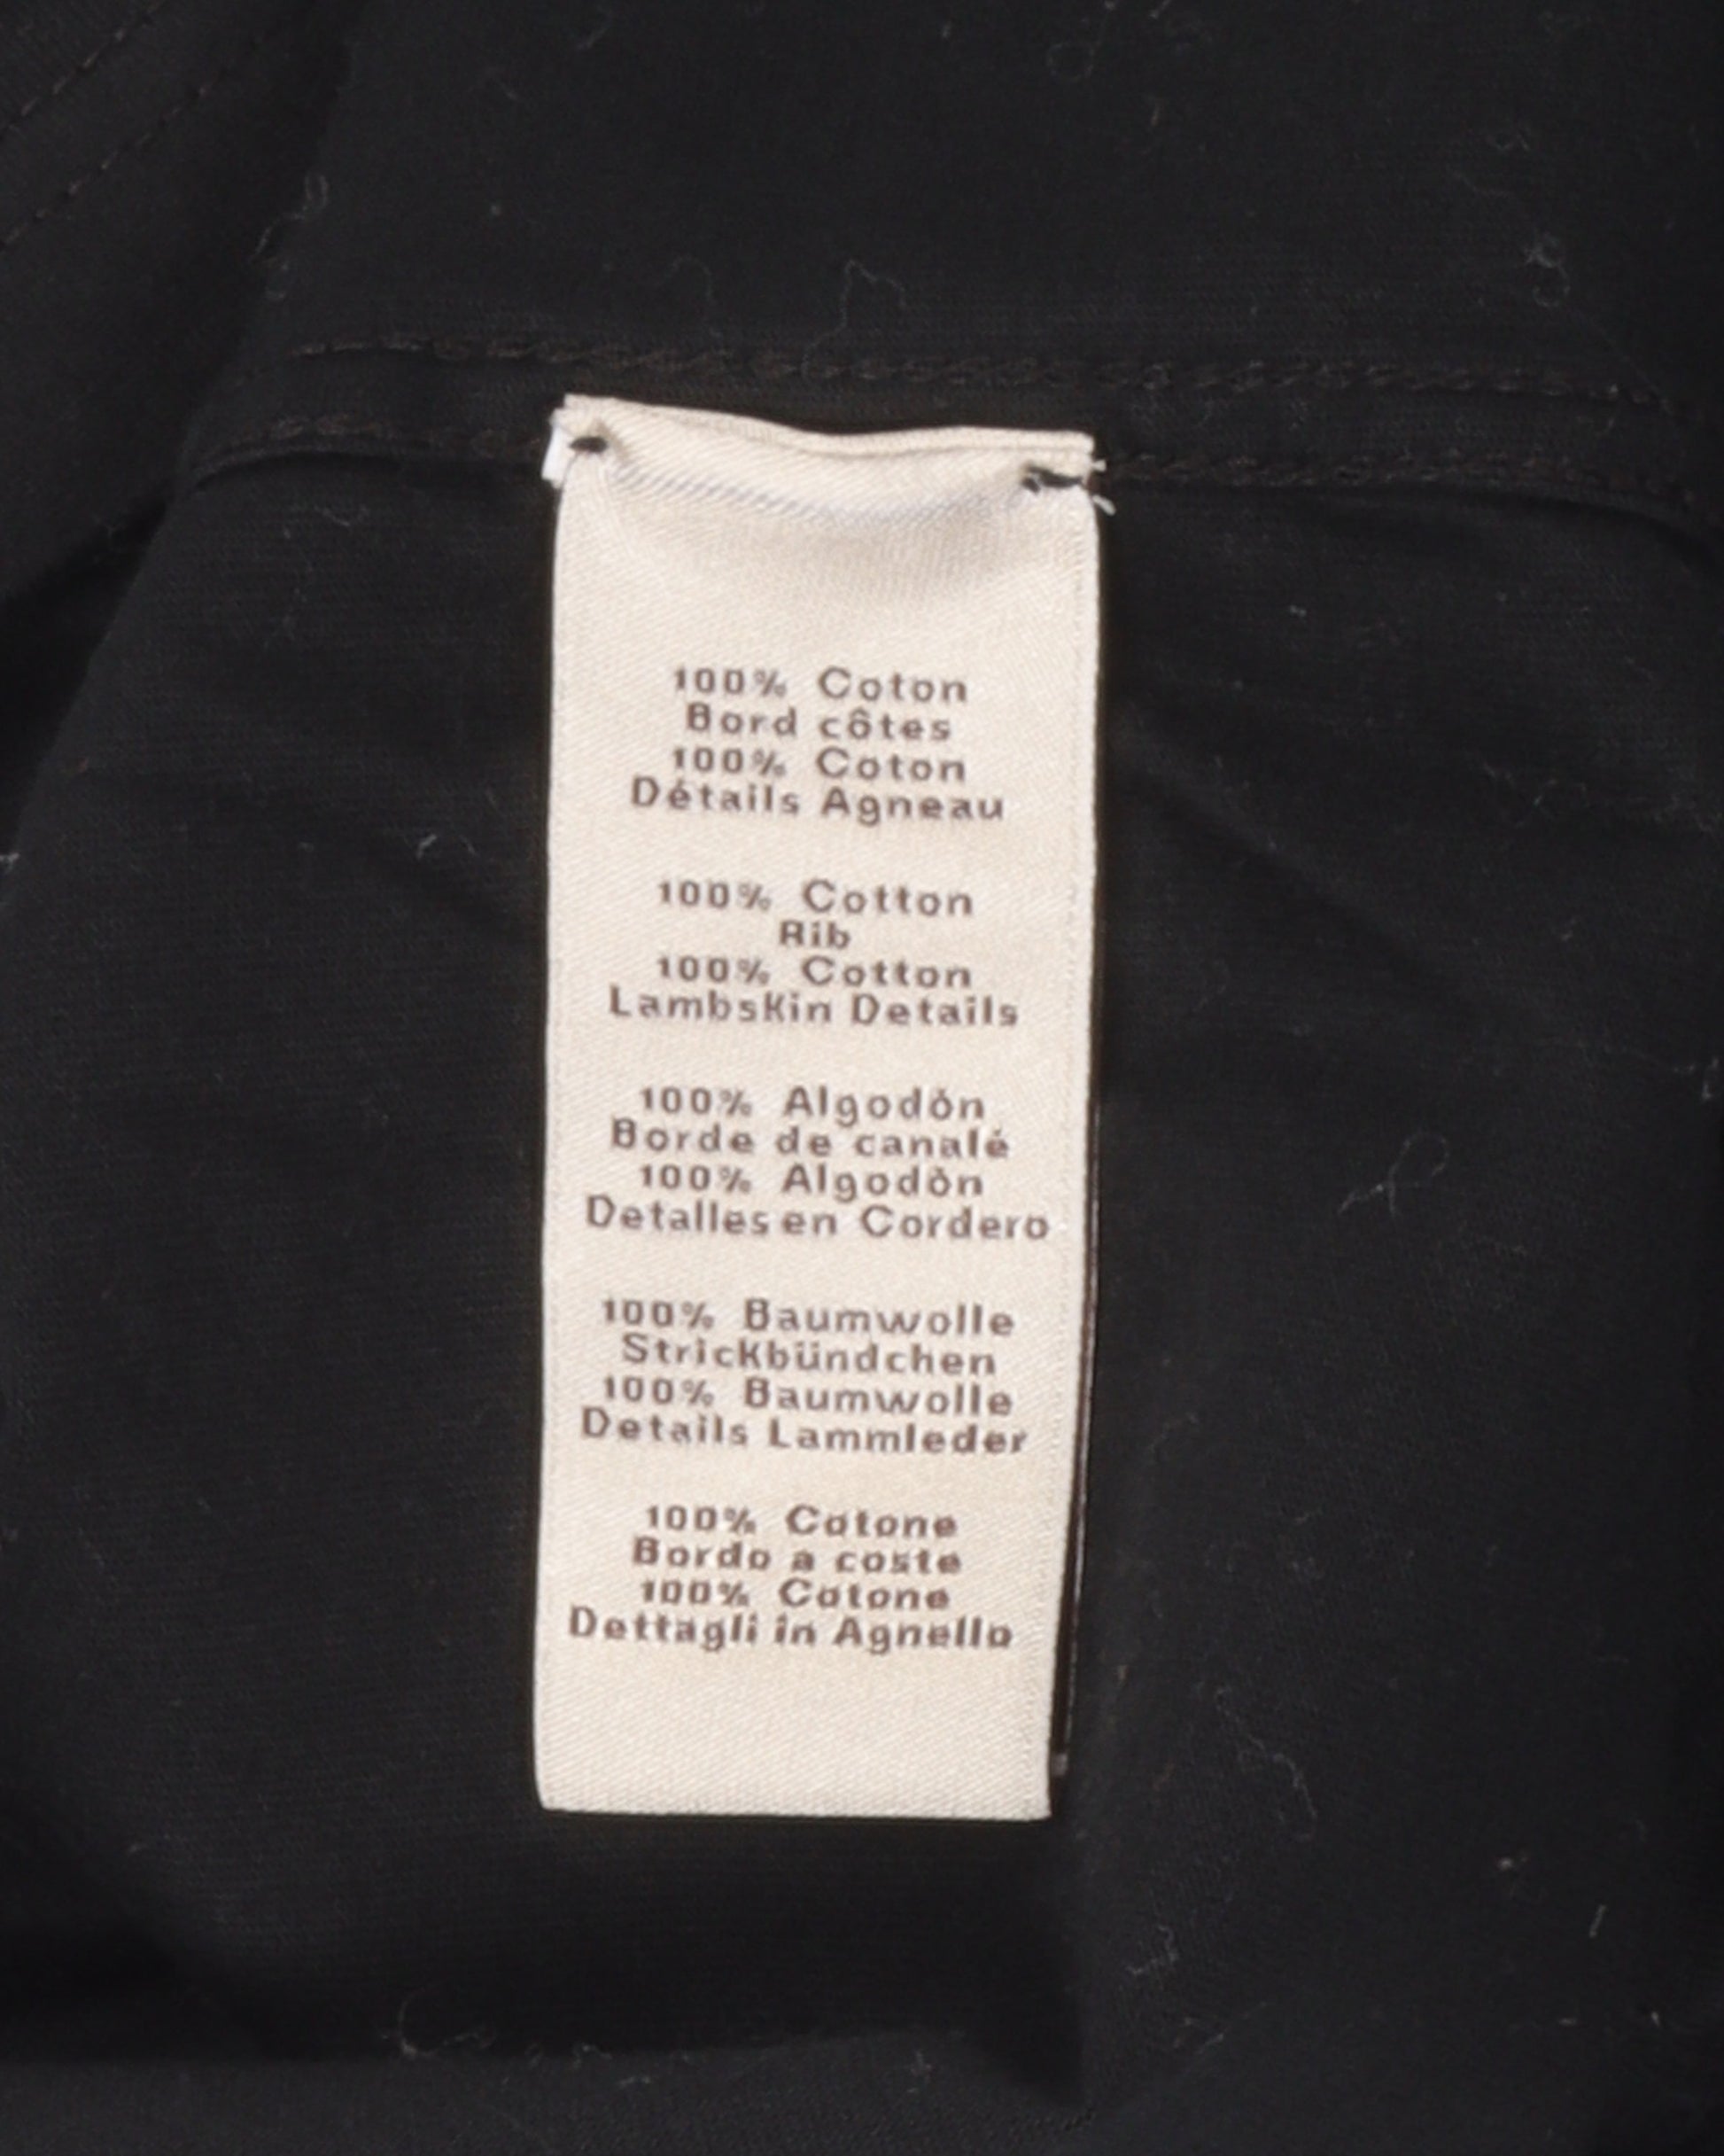 100% Coton
Bord côtes
100% Coton
Détails Agneau
100% Cotton
Rib
100% Cotton
Lambskin Details
100% Algodón
Borde de canalé
100% Algodòn
Detalles en Cordero
100% Baumwolle
Strickbündchen
100% Baumwolle
Details Lammleder
100% Cotone
Bordo a coste
100% Cotone
Dettagli in Agnello